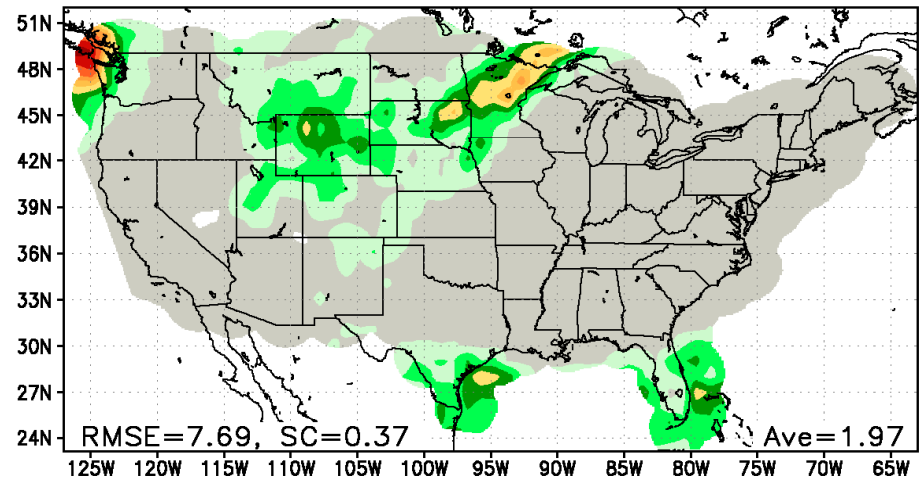 51N
48N
45N
42N
39N
36N
33N
30N
27N
24N
RMSE=7.69, SC=0.37
Ave=1.97
125W 120W 115W 110W 105W 100W 95W 90W 85W 80W 75W 70W 65W